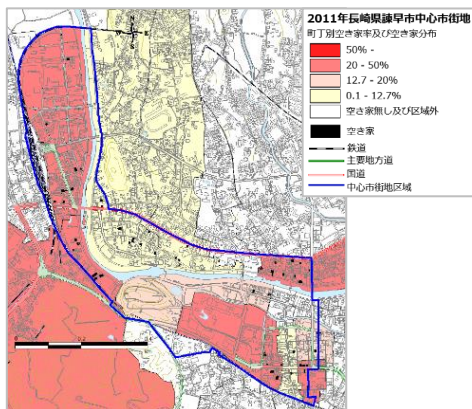 2011年長崎県諫早市中心市街地
町丁別空き家率及び空き家分布
50% -
20 - 50%
12.7 - 20%
0.1 - 12.7%
空き家無し及び区域外
空き家
鉄道
主要地方道
国道
中心市街地区域
N
W
E
S